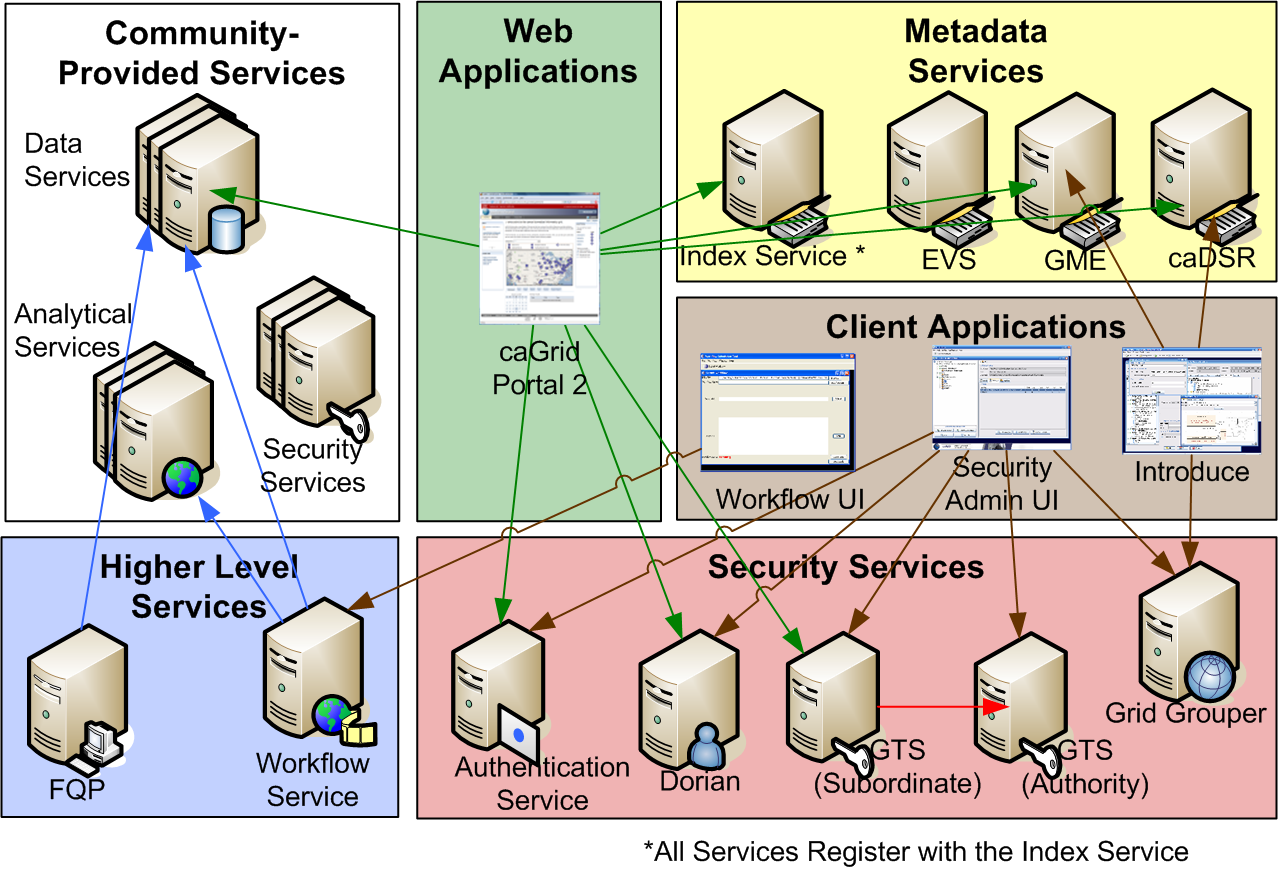 Community-
Provided Services
Data
Services
Analytical
Services
Security
Services
Web
Applications
caGrid
Portal 2
Metadata
Services
Index Service *
EVS
GME
caDSR
Client Applications
Workflow UI
Security
Admin UI
Introduce
Higher Level
Services
FQP
Workflow
Service
Security Services
Authentication
Service
Dorian
GTS
(Subordinate)
GTS
(Authority)
Grid Grouper
*All Services Register with the Index Service